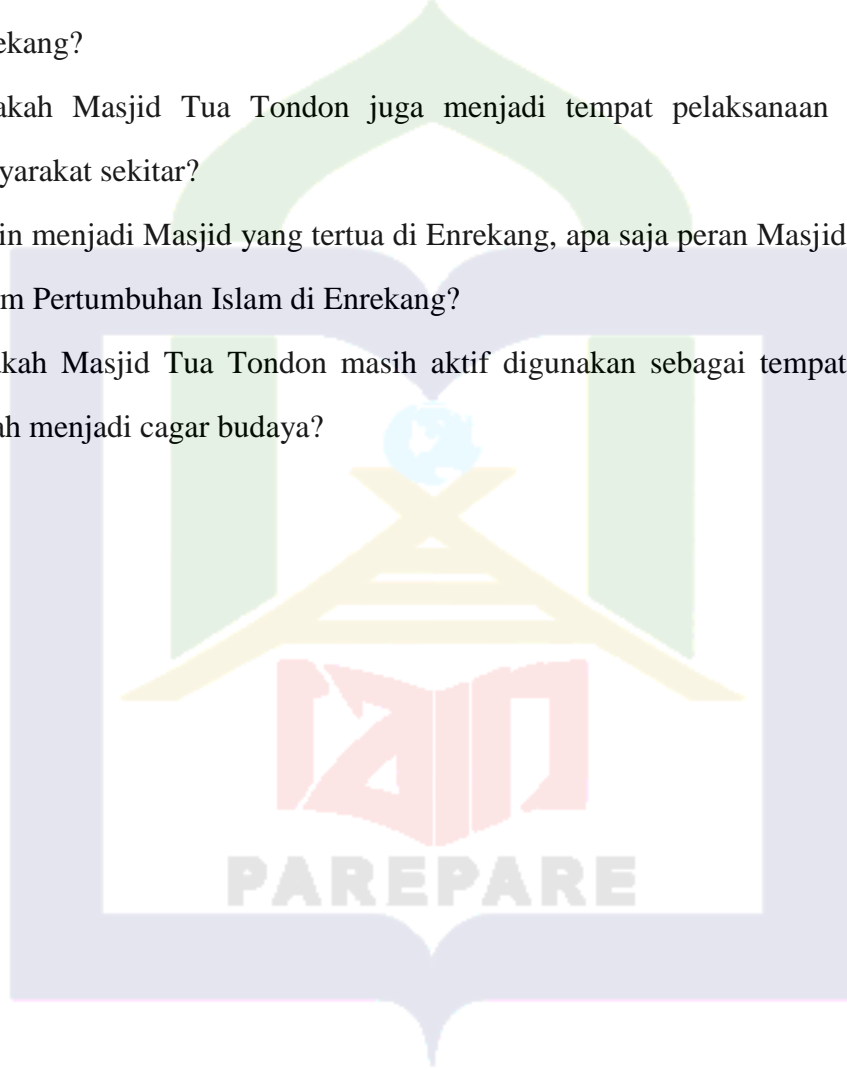 ekang?
akah Masjid Tua Tondon juga menjadi tempat pelaksanaan
yarakat sekitar?
in menjadi Masjid yang tertua di Enrekang, apa saja peran Masjid
m Pertumbuhan Islam di Enrekang?
kah Masjid Tua Tondon masih aktif digunakan sebagai tempat
ah menjadi cagar budaya?
iain
PAREPARE